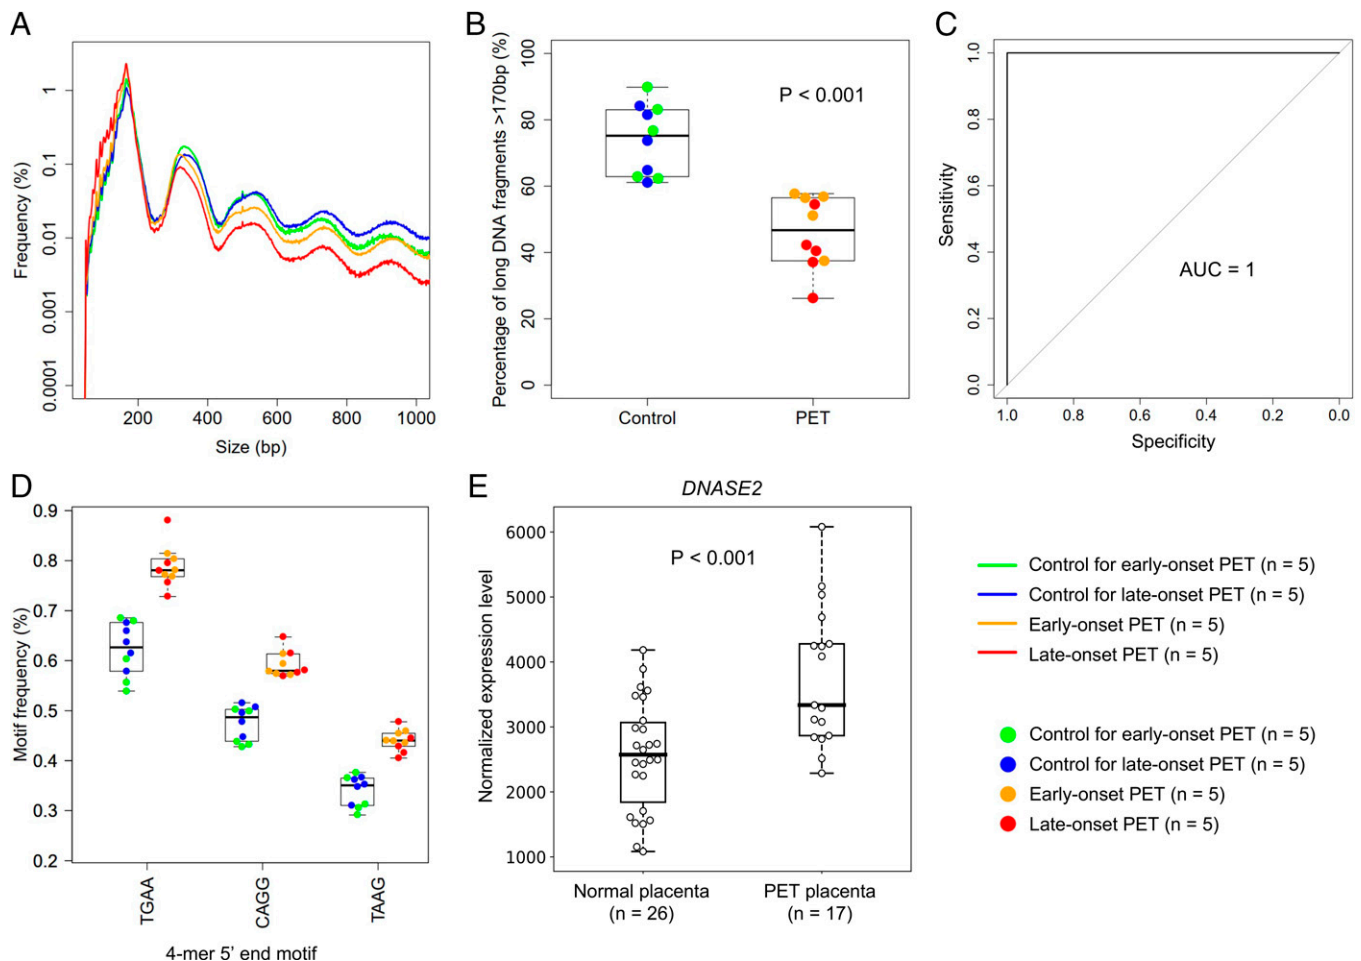 A
Frequency (%)
1
0.1
0.01
0.001
0.0001
200
400
600
800
1000
Size (bp)
B
Percentage of long DNA fragments >170bp (%)
100
80
60
40
20
0
P < 0.001
Control
PET
C
Sensitivity
1.0
0.8
0.6
0.4
0.2
0.0
AUC = 1
1.0
0.8
0.6
0.4
0.2
0.0
Specificity
D
Motif frequency (%)
0.9
0.8
0.7
0.6
0.5
0.4
0.3
0.2
TGAA
CAGG
TAAG
4-mer 5' end motif
E
DNASE2
Normalized expression level
6000
5000
4000
3000
2000
1000
P < 0.001
Normal placenta
(n = 26)
PET placenta
(n = 17)
Control for early-onset PET (n = 5)
Control for late-onset PET (n = 5)
Early-onset PET (n = 5)
Late-onset PET (n = 5)
Control for early-onset PET (n = 5)
Control for late-onset PET (n = 5)
Early-onset PET (n = 5)
Late-onset PET (n = 5)